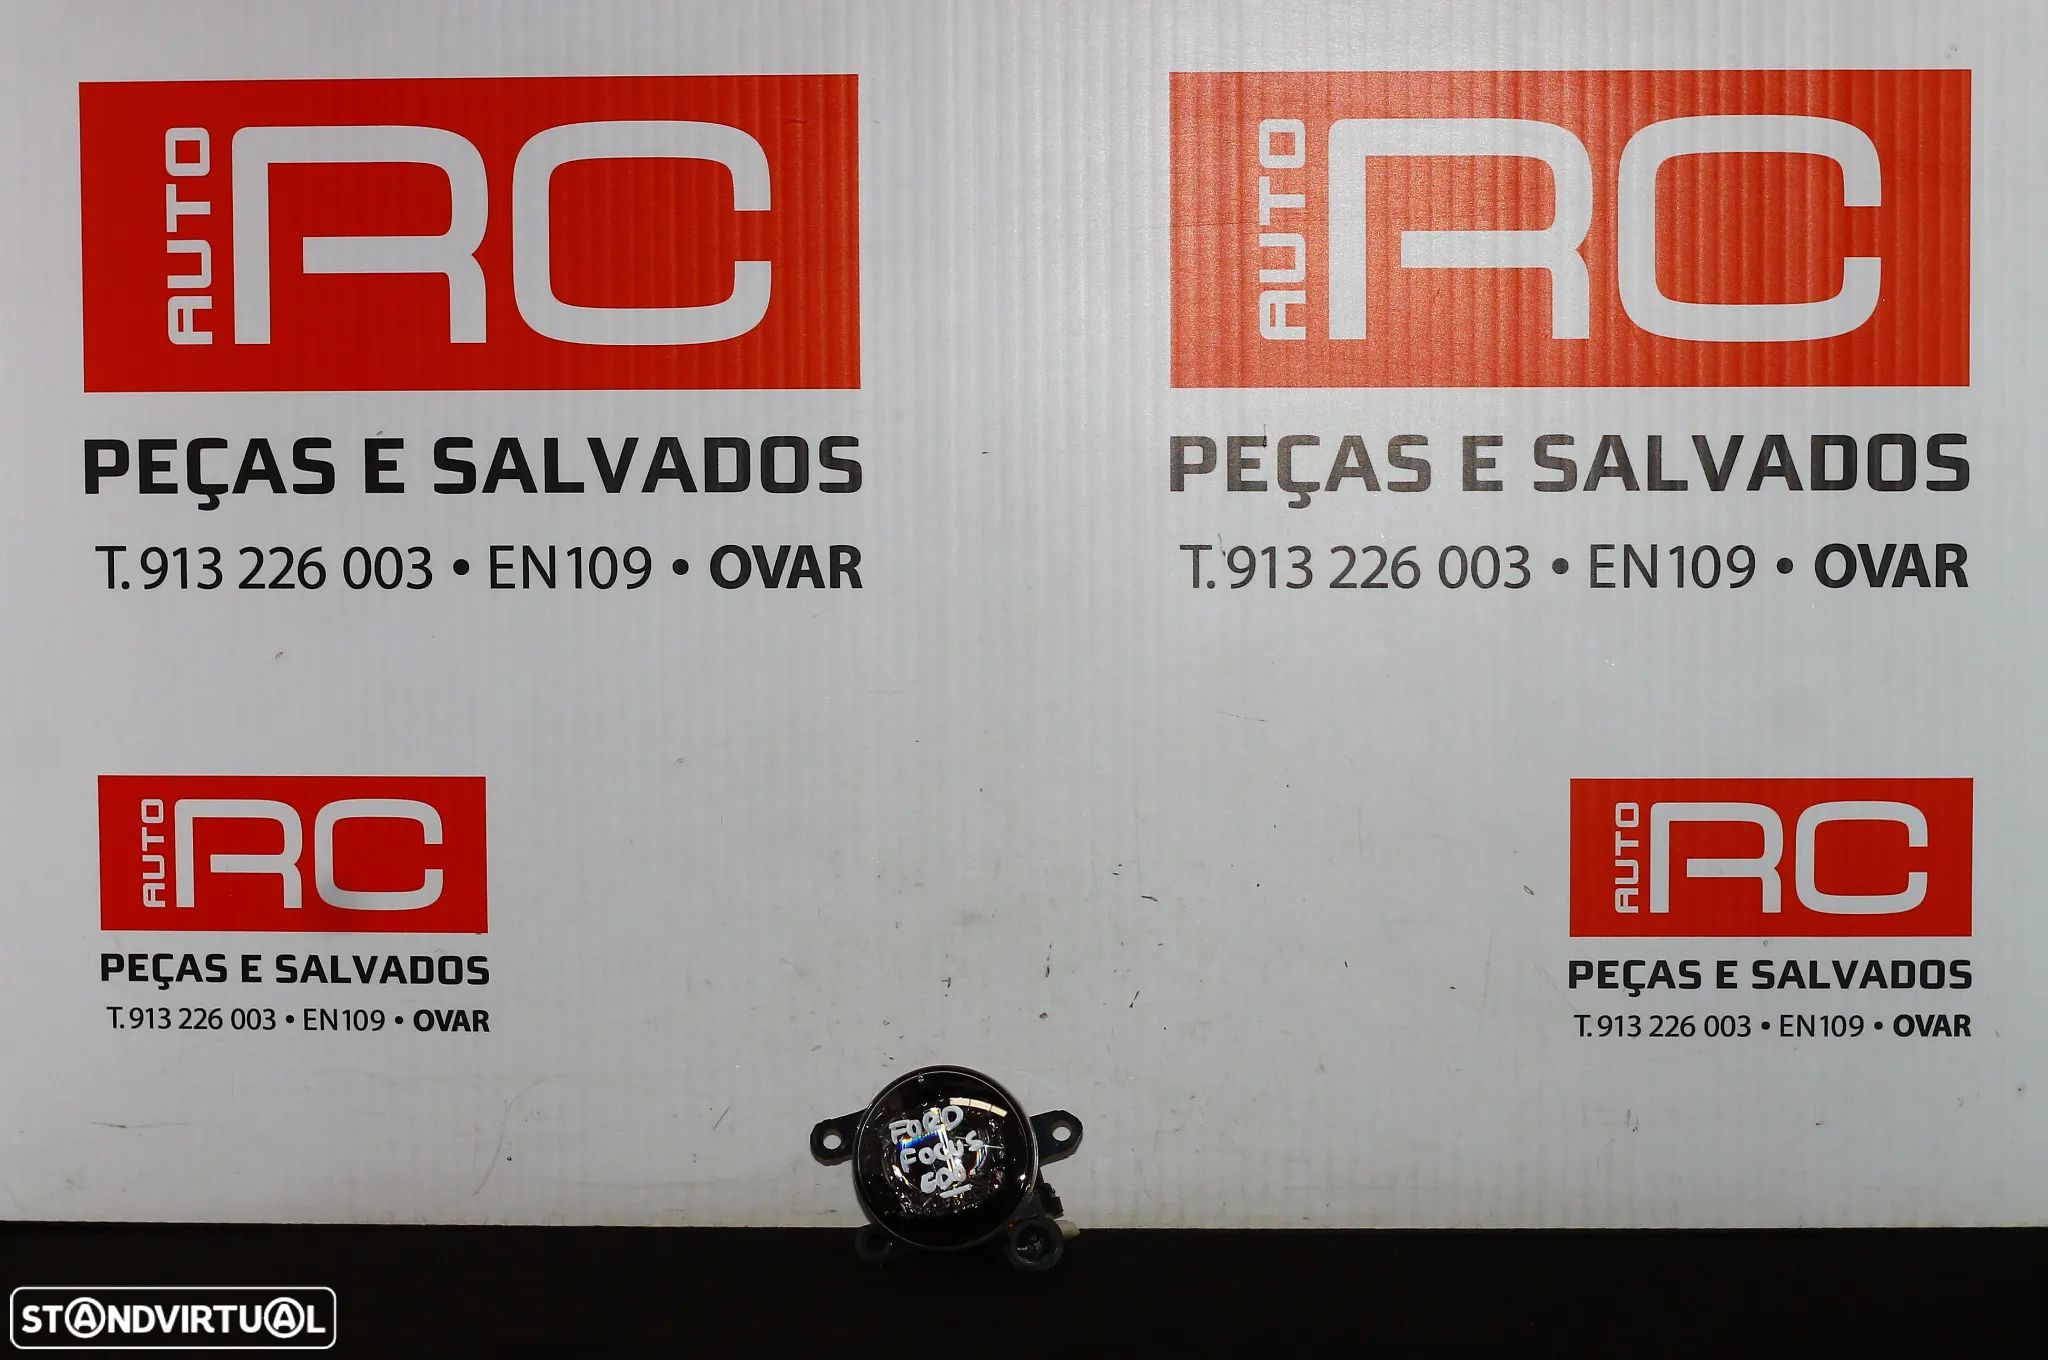 AUTO RC
PEÇAS E SALVADOS
T. 913 226 003 • EN109 • OVAR
AUTO RC
PEÇAS E SALVADOS
T. 913 226 003 • EN109 • OVAR
AUTO RC
PEÇAS E SALVADOS
T. 913 226 003 • EN109 • OVAR
AUTO RC
PEÇAS E SALVADOS
T. 913 226 003 • EN109 • OVAR
FORD
FOCUS
STANDVIRTUAL